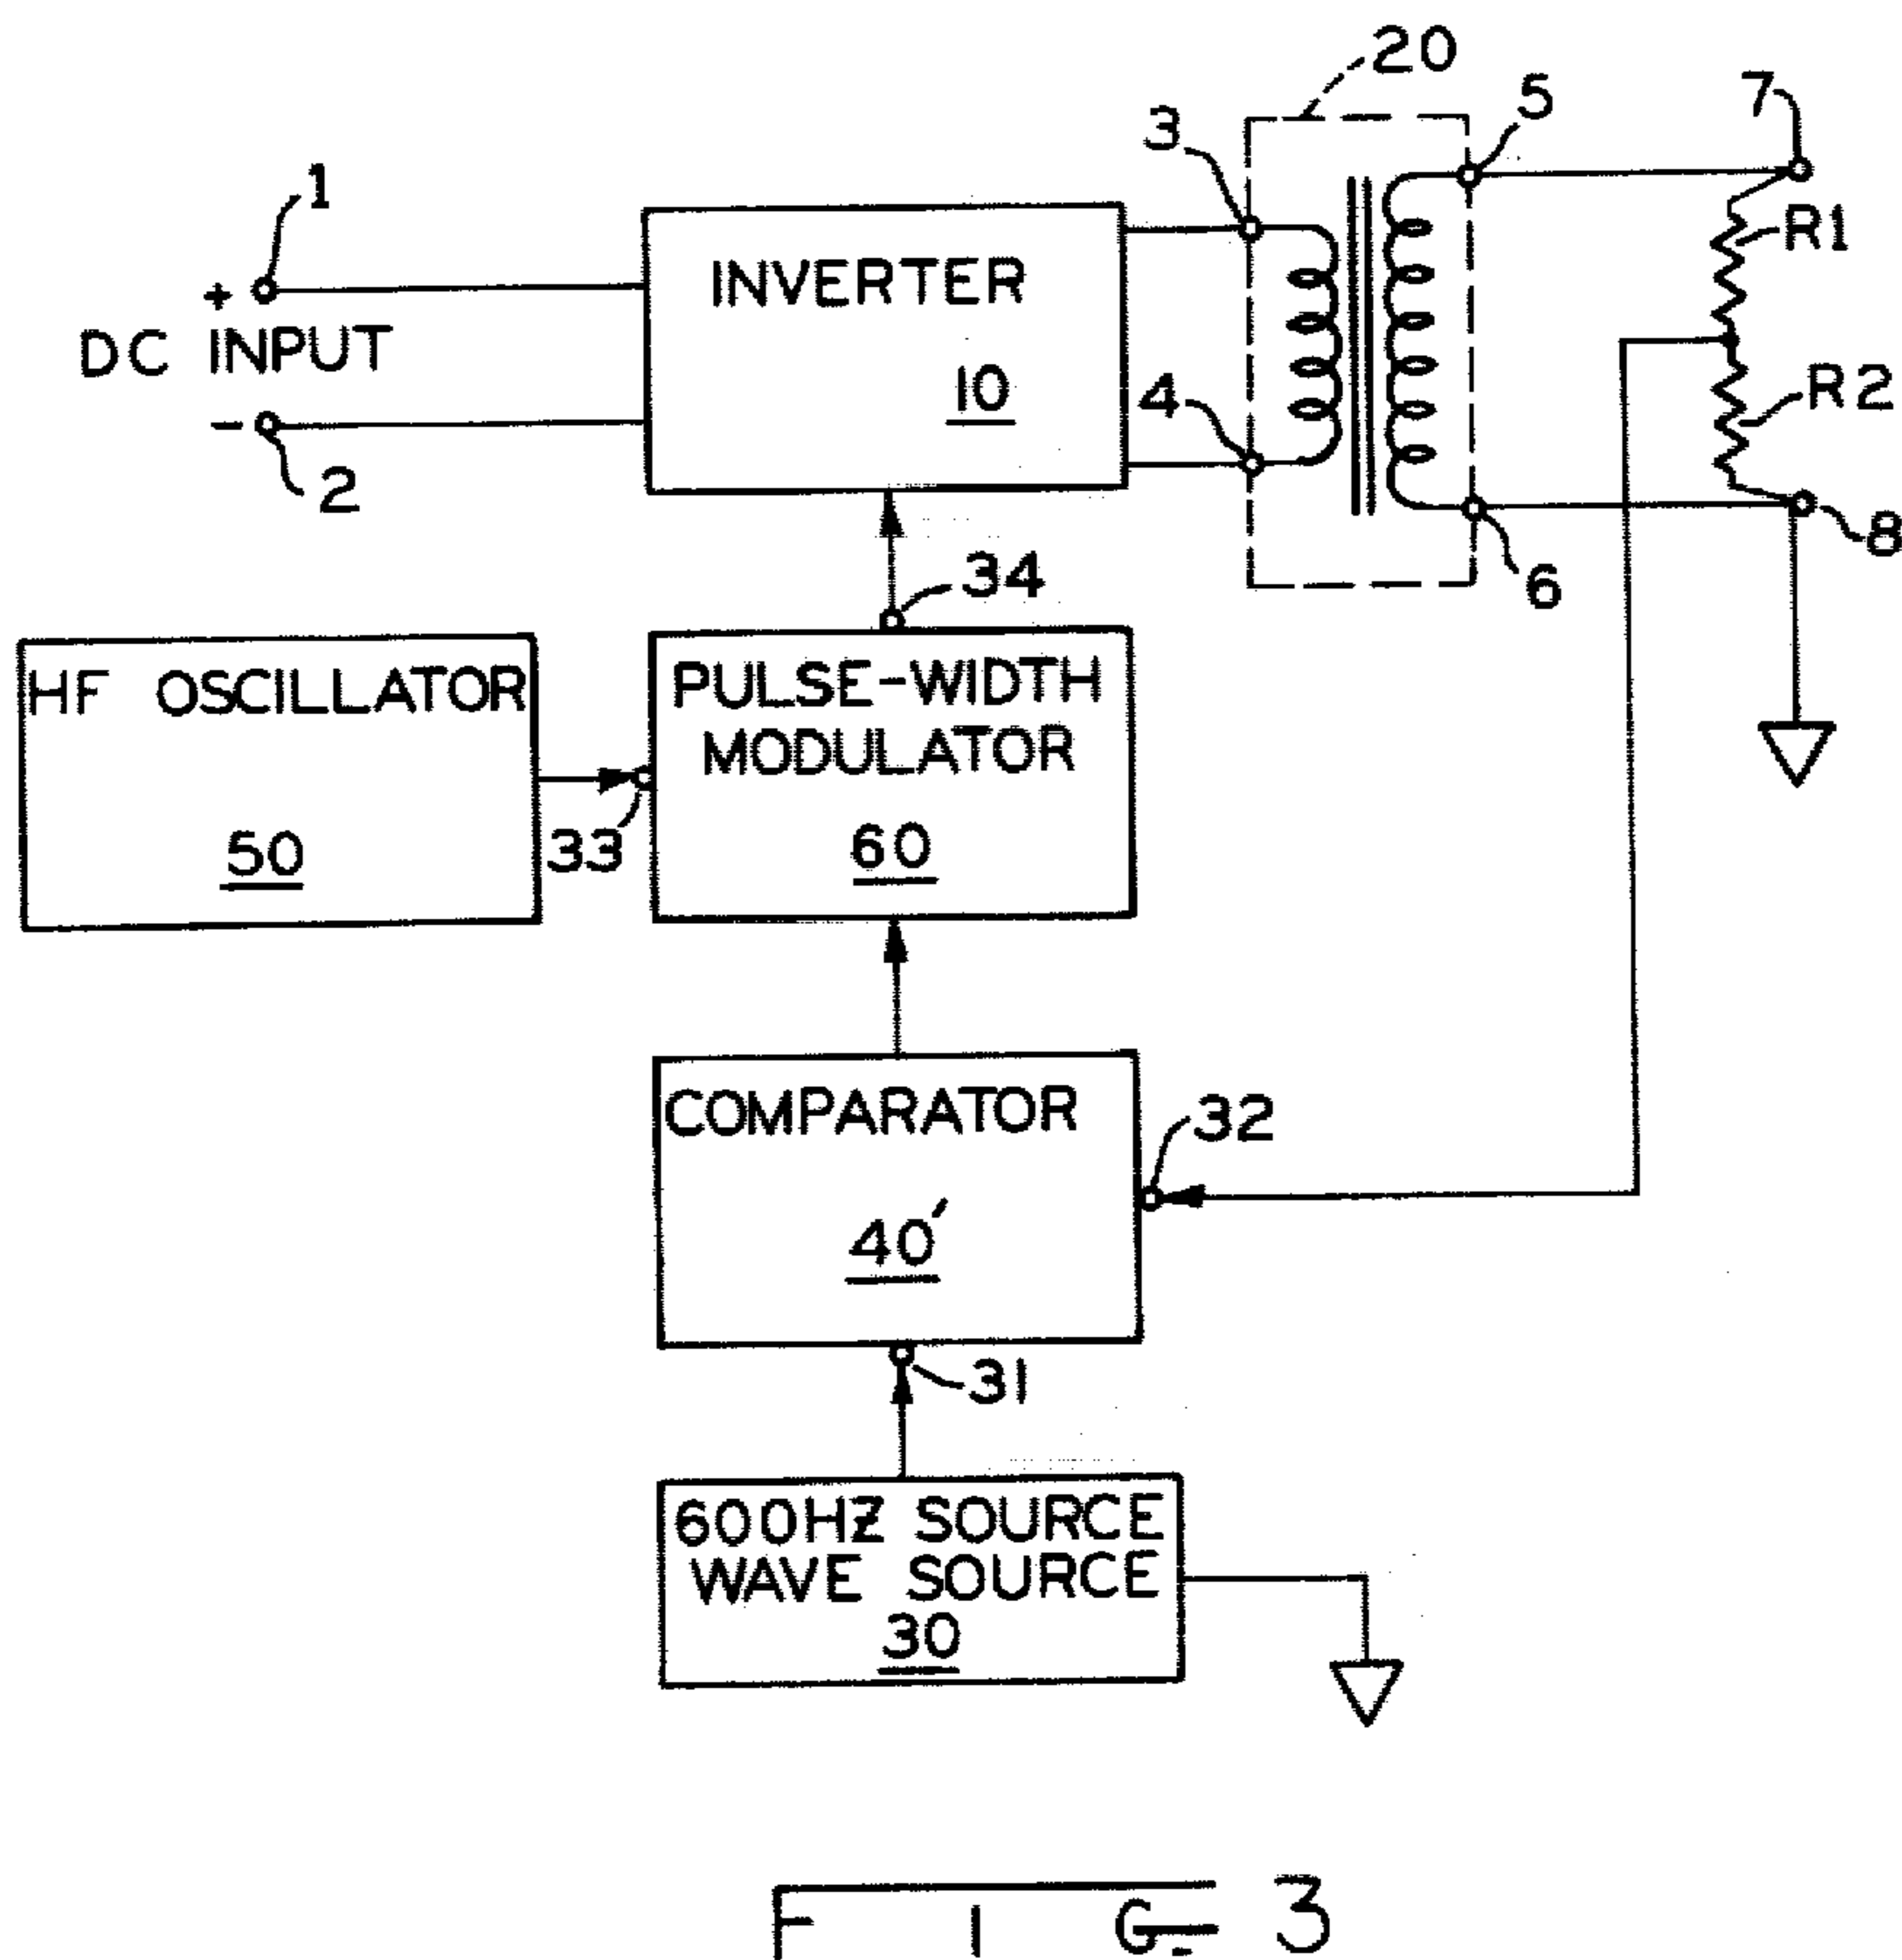 20
5
7
3
1
R1
+
INVERTER
DC INPUT
10
4
R2
-
2
8
34
6
HF OSCILLATOR
PULSE-WIDTH
MODULATOR
50
33
60
COMPARATOR
32
40'
31
600HZ SOURCE
WAVE SOURCE
30
FIG. 3